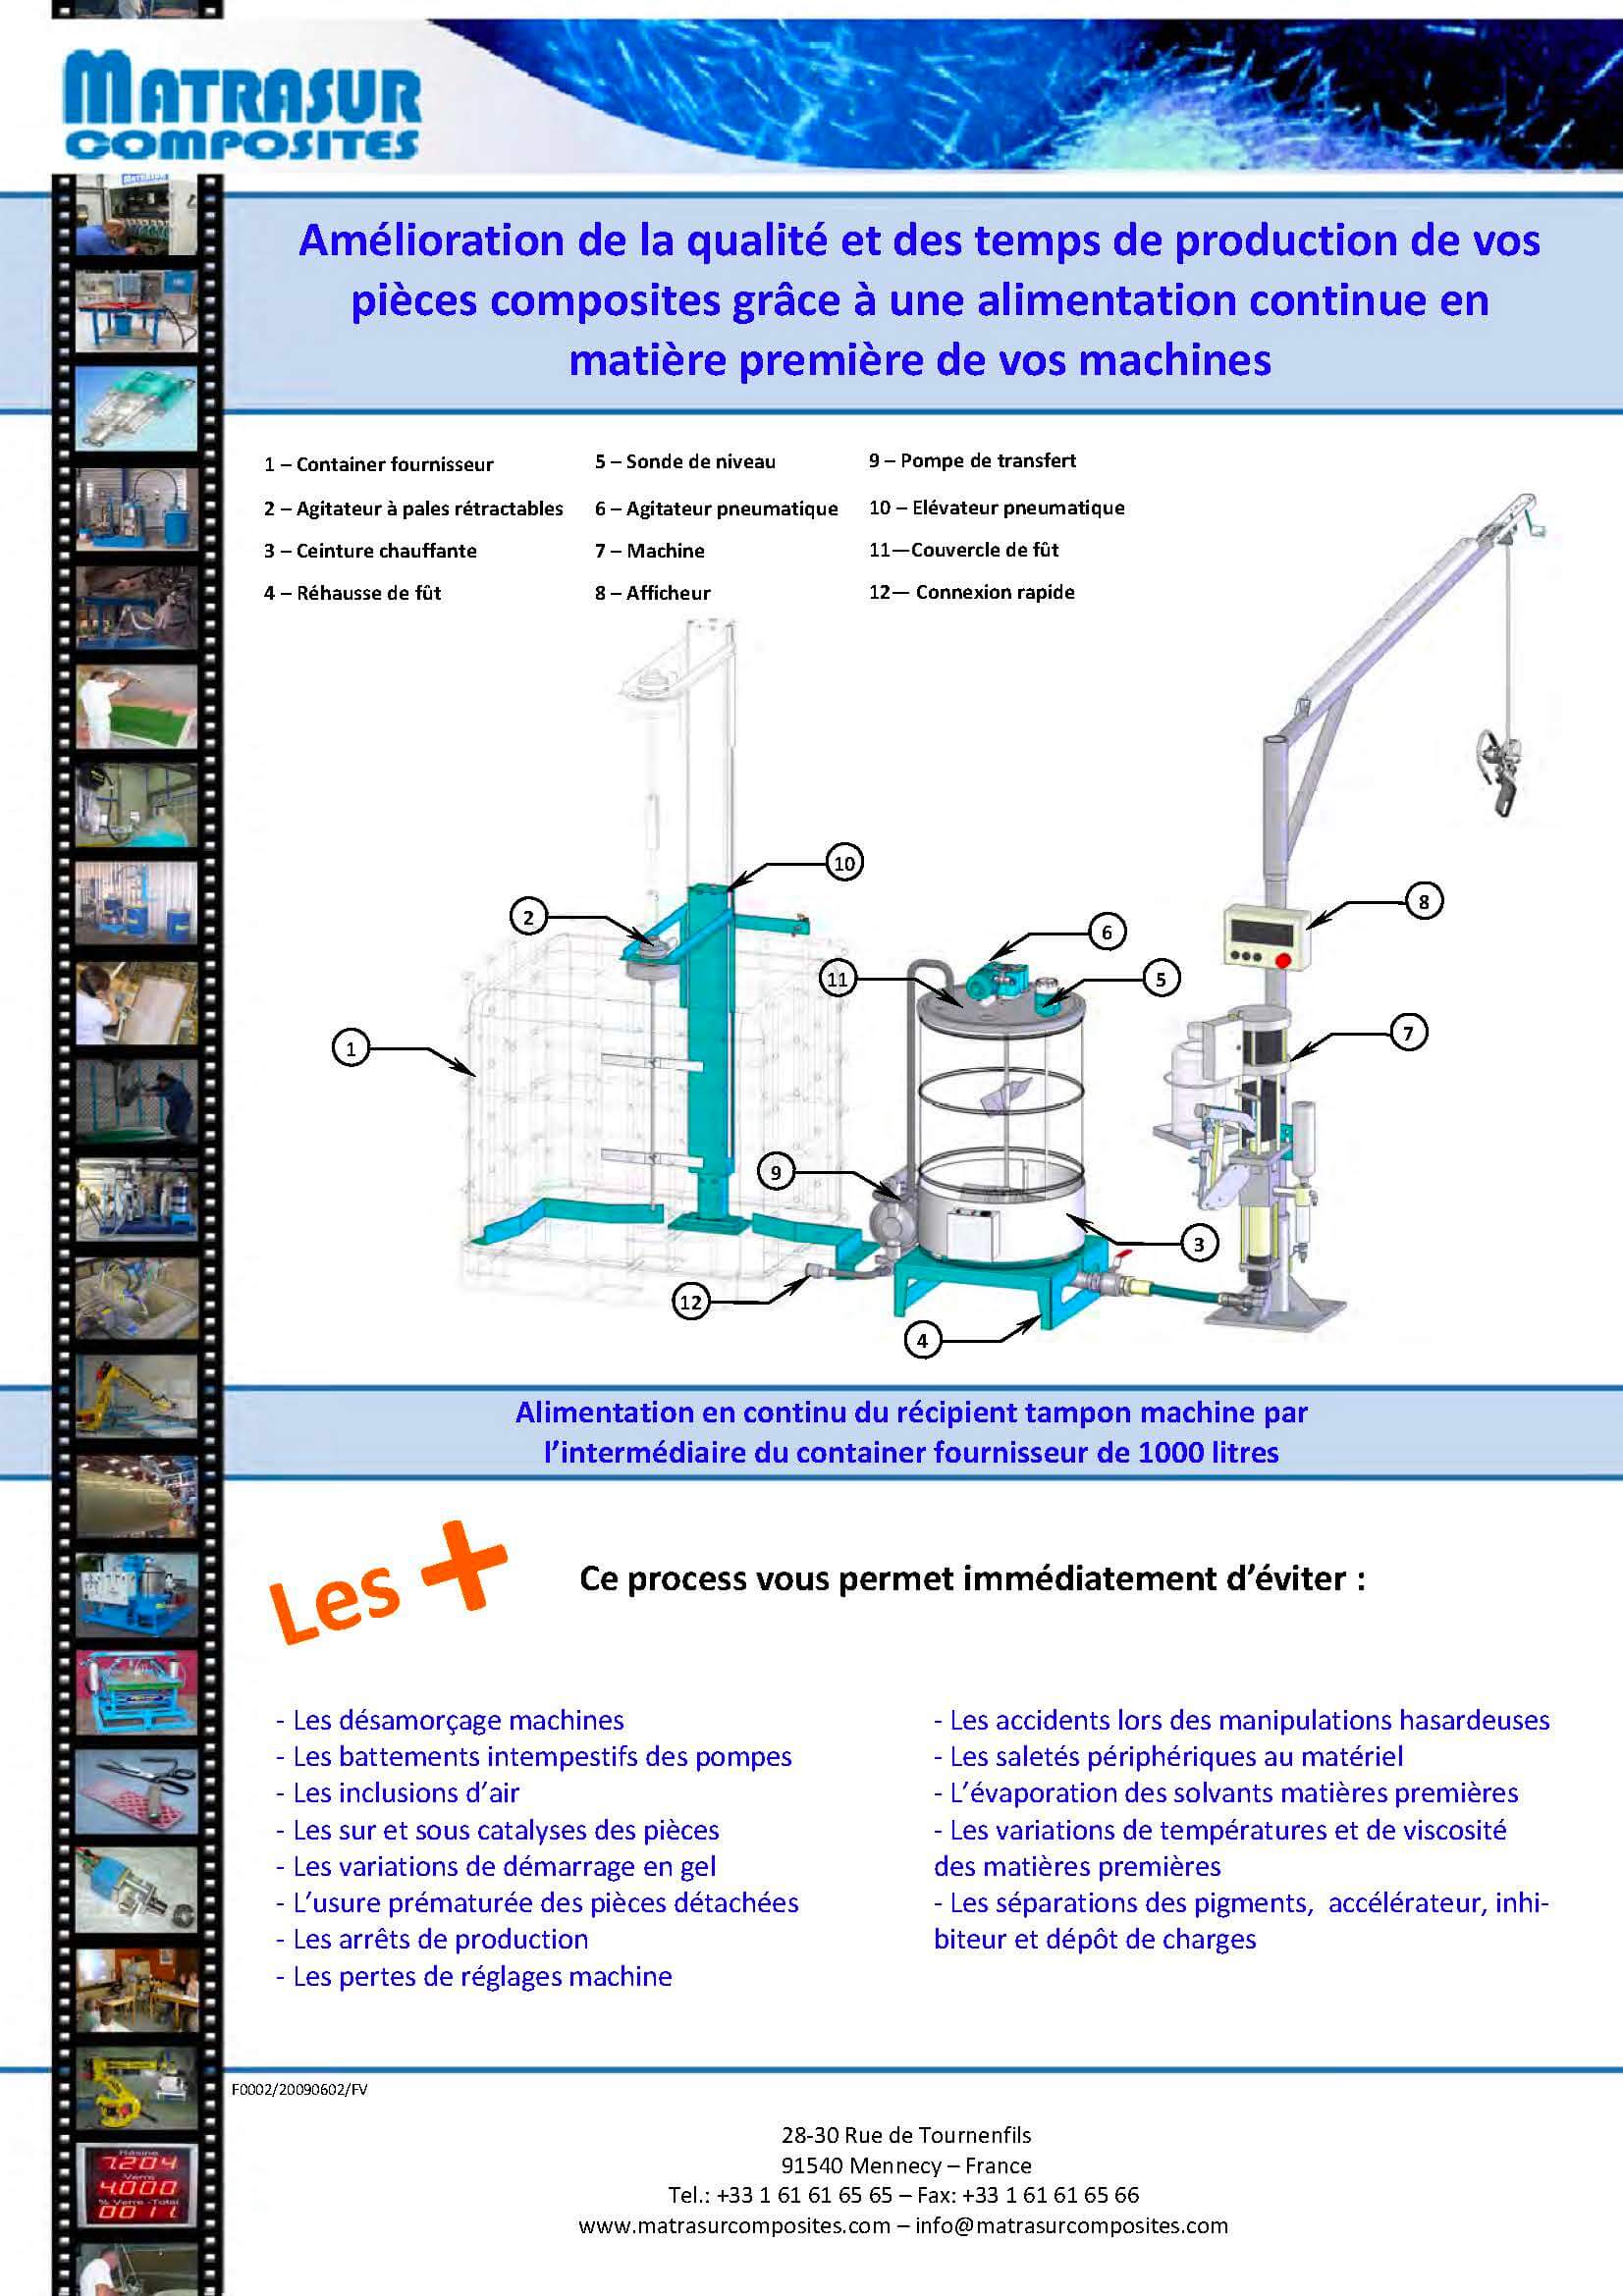 MATRASUR
COMPOSITES
Amélioration de la qualité et des temps de production de vos
pièces composites grâce à une alimentation continue en
matière première de vos machines
1 – Container fournisseur
2 – Agitateur à pales rétractables
3 – Ceinture chauffante
4 – Réhausse de fût
5 – Sonde de niveau
6 – Agitateur pneumatique
7 – Machine
8 – Afficheur
9 – Pompe de transfert
10 – Elévateur pneumatique
11—Couvercle de fût
12— Connexion rapide
10
2
8
6
11
5
1
7
9
3
12
4
Alimentation en continu du récipient tampon machine par
l’intermédiaire du container fournisseur de 1000 litres
Les +
Ce process vous permet immédiatement d’éviter :
- Les désamorçage machines
- Les battements intempestifs des pompes
- Les inclusions d’air
- Les sur et sous catalyses des pièces
- Les variations de démarrage en gel
- L’usure prématurée des pièces détachées
- Les arrêts de production
- Les pertes de réglages machine
- Les accidents lors des manipulations hasardeuses
- Les saletés périphériques au matériel
- L’évaporation des solvants matières premières
- Les variations de températures et de viscosité
des matières premières
- Les séparations des pigments, accélérateur, inhi-
biteur et dépôt de charges
F0002/20090602/FV
Résine
7.204
Verre
4.000
% Verre -Total
28-30 Rue de Tournenfils
91540 Mennecy – France
Tel.: +33 1 61 61 65 65 – Fax: +33 1 61 61 65 66
www.matrasurcomposites.com – info@matrasurcomposites.com